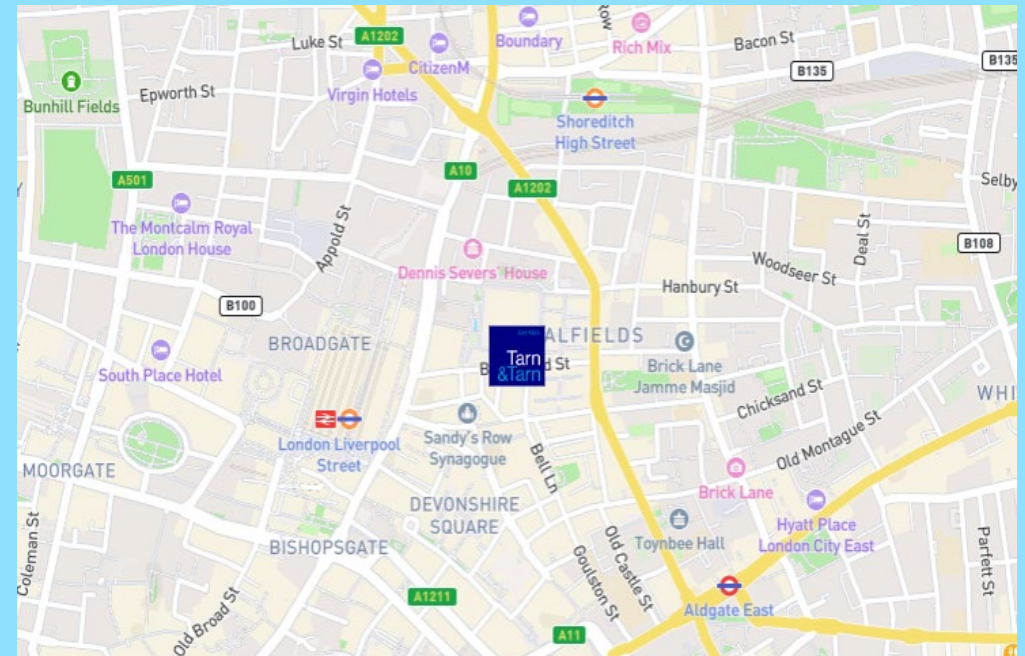 Luke St
A1202
CitizenM
Boundary
Row
Rich Mix
Bacon St
B135
B135
Bunhill Fields
Epworth St
Virgin Hotels
Shoreditch
High Street
A501
A10
A1202
Selby
The Montcalm Royal
London House
Appold St
Dennis Severs' House
Deal St
B108
Woodseer St
Hanbury St
B100
BROADGATE
ALFIELDS
Tarn
&Tarn
d St
Brick Lane
Jamme Masjid
South Place Hotel
Chicksand St
WHI
London Liverpool
Street
Sandy's Row
Synagogue
Bell Ln
Old Montague St
MOORGATE
Brick Lane
DEVONSHIRE
SQUARE
Hyatt Place
London City East
Toynbee Hall
Coleman St
BISHOPSGATE
Goulston St
Old Castle St
Parfett St
A1211
Aldgate East
Old Broad St
A11